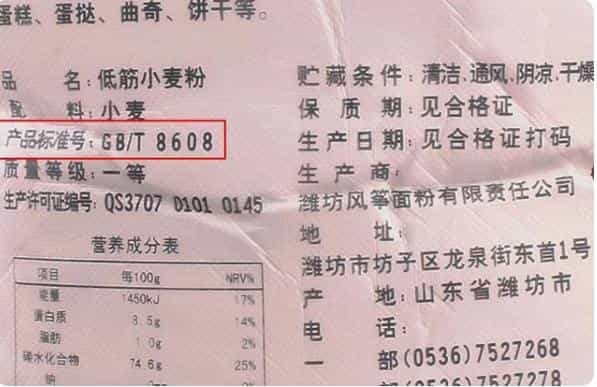 蛋糕、蛋挞、曲奇、饼干等。
品 名：低筋小麦粉
配 料：小麦
产品标准号：GB/T 8608
质量等级：一等
生产许可证编号：QS3707 0101 0145
营养成分表
项目 每100g NRV%
能量 1450kJ 17%
蛋白质 8.5g 14%
脂肪 1.0g 2%
碳水化合物 74.6g 25%
钠 2%
贮藏条件：清洁、通风、阴凉、干燥
保 质 期：见合格证
生产日期：见合格证打码
生 产 商：
潍坊风筝面粉有限责任公司
地 址：
潍坊市坊子区龙泉街东首1号
产 地：山东省潍坊市
电 话：
一 部(0536)7527268
(0536)7527278